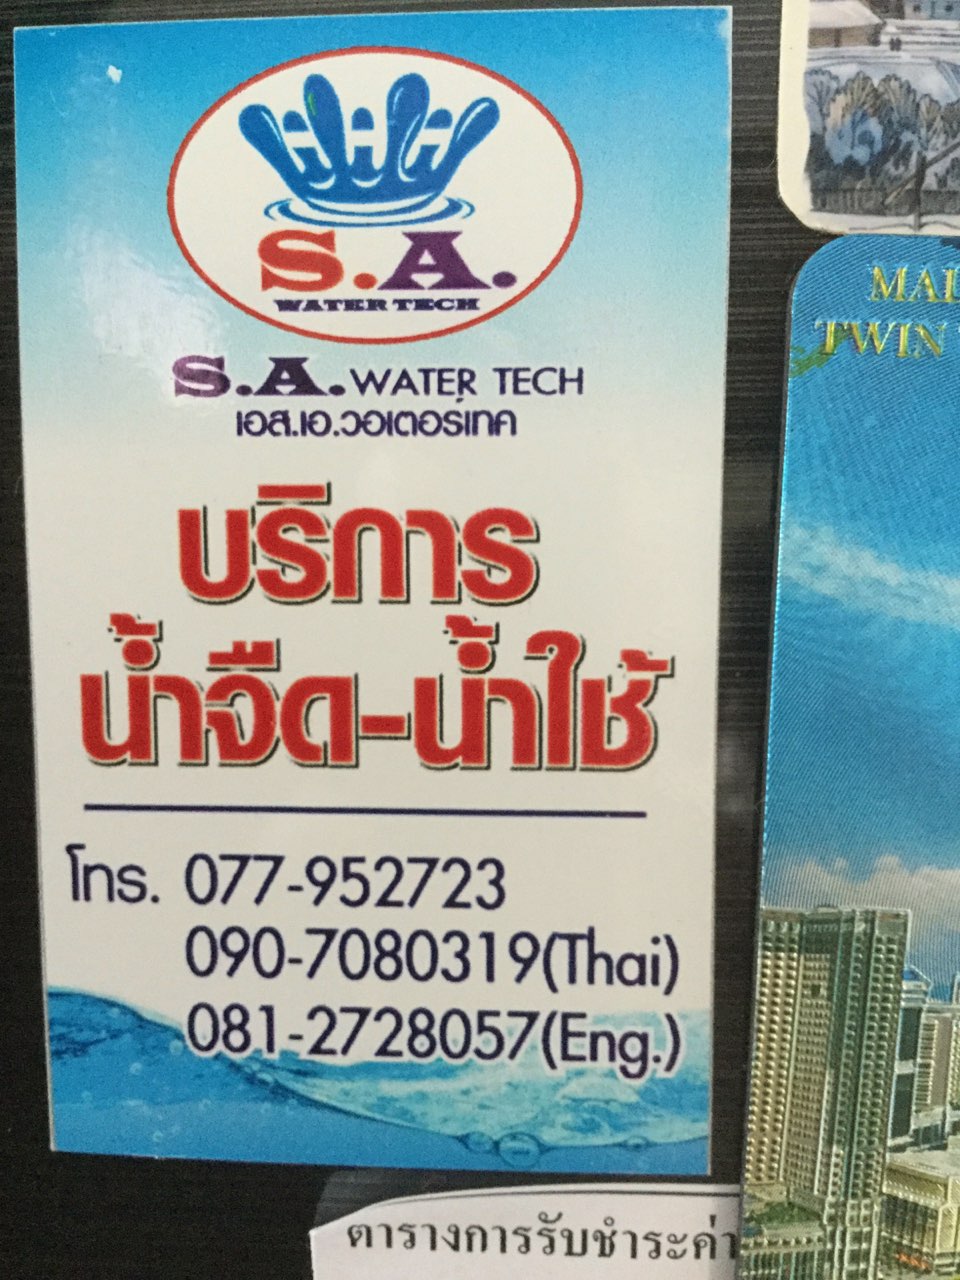 S.A.
WATER TECH
S.A. WATER TECH
เอส.เอ.วอเตอร์เทค
บริการ
น้ำจืด-น้ำใช้
โทร. 077-952723
090-7080319(Thai)
081-2728057(Eng.)
TWIN
ตารางการรับชำระค่า